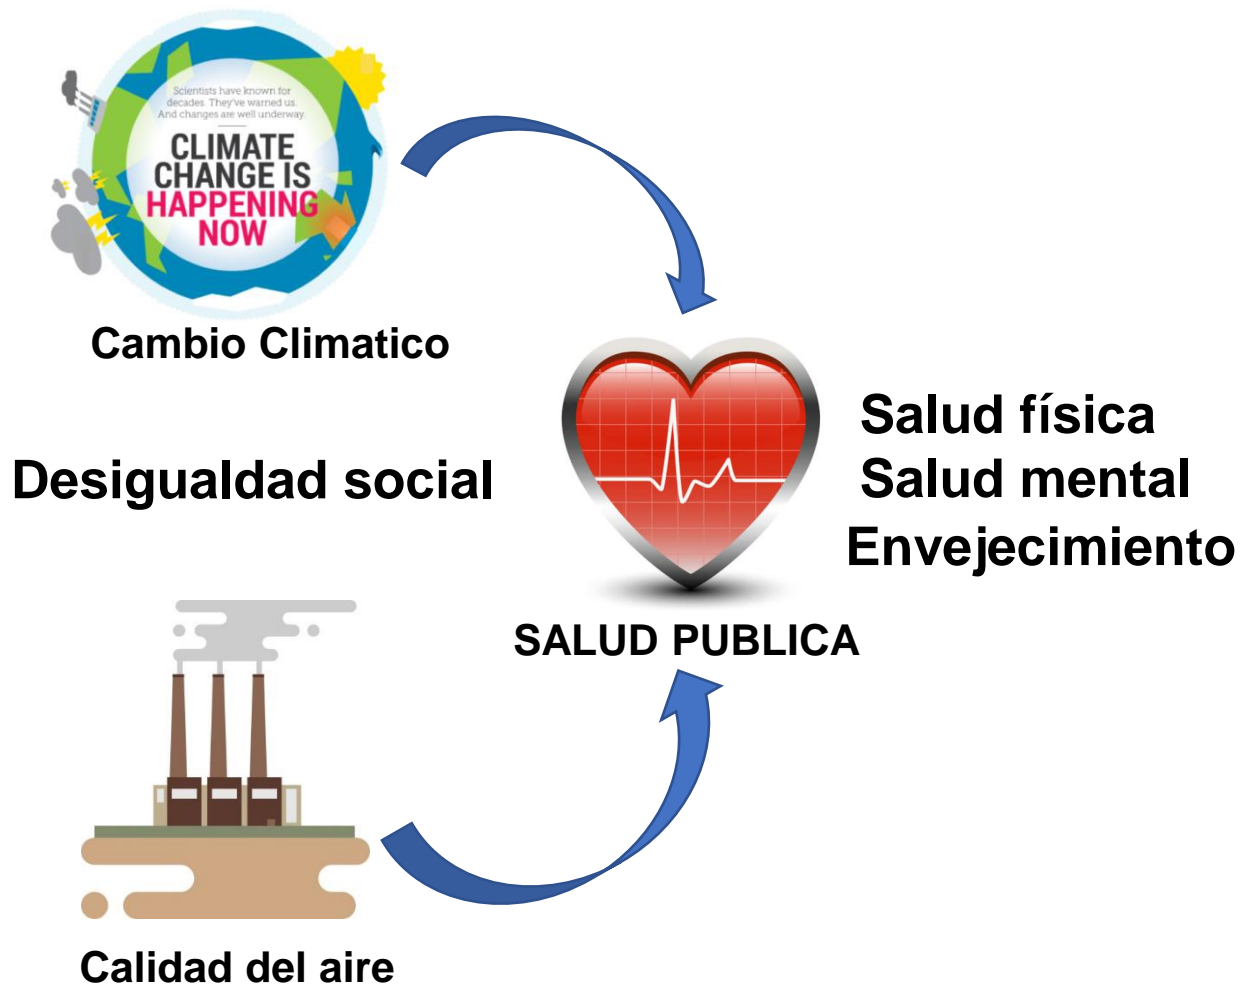 Scientists have known for
decades. They've warned us.
And changes are well underway.
CLIMATE
CHANGE IS
HAPPENING
NOW
Cambio Climatico
Desigualdad social
Salud física
Salud mental
Envejecimiento
SALUD PUBLICA
Calidad del aire